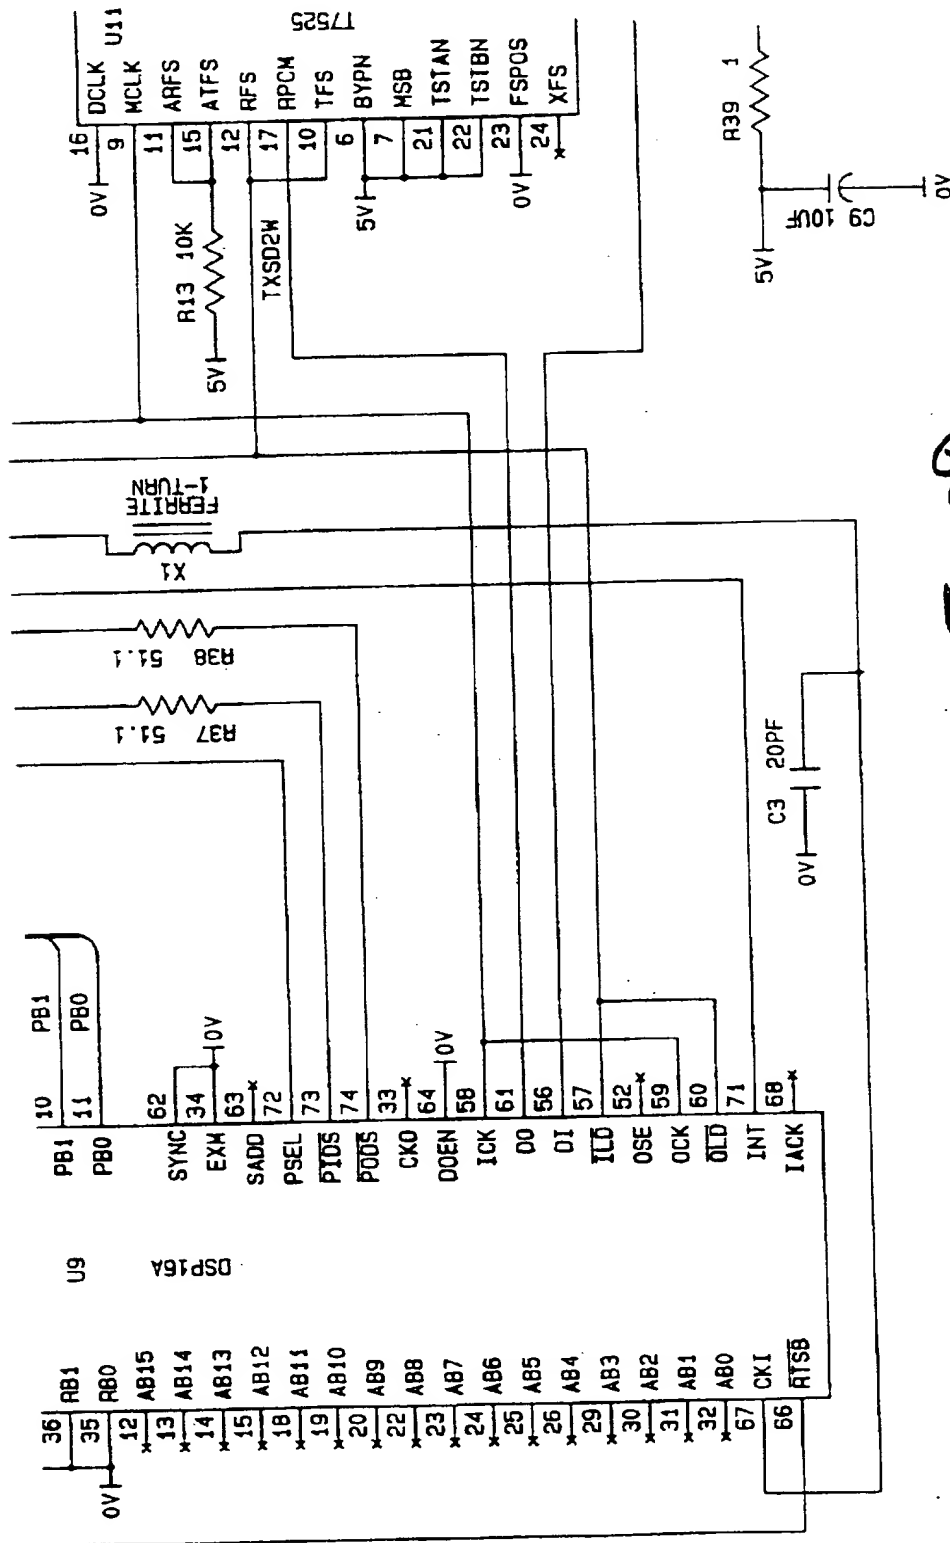 U11
T7525
16 DCLK
9 MCLK
11 ARFS
15 ATFS
12 RFS
17 RPCM
10 TFS
6 BYPN
7 MSB
21 TSTAN
22 TSTBN
23 FSPOS
24 XFS
0V
R13 10K
5V
TXSD2W
5V
0V
R39 1
5V
C9 10UF
0V
FERRITE
1-TURN
X1
R38 51.1
R37 51.1
C3 20PF
0V
PB1
PB0
10 PB1
11 PB0
62 SYNC
34 EXM
63 SADD
72 PSEL
73 PIDS
74 PODS
33 CKO
64 DOEN
58 ICK
61 DO
56 DI
57 ILD
52 OSE
59 OCK
60 OLD
71 INT
68 IACK
0V
0V
U9
DSP16A
36 RB1
35 RB0
12 AB15
13 AB14
14 AB13
15 AB12
18 AB11
19 AB10
20 AB9
22 AB8
23 AB7
24 AB6
25 AB5
26 AB4
29 AB3
30 AB2
31 AB1
32 AB0
67 CKI
66 RTSB
0V